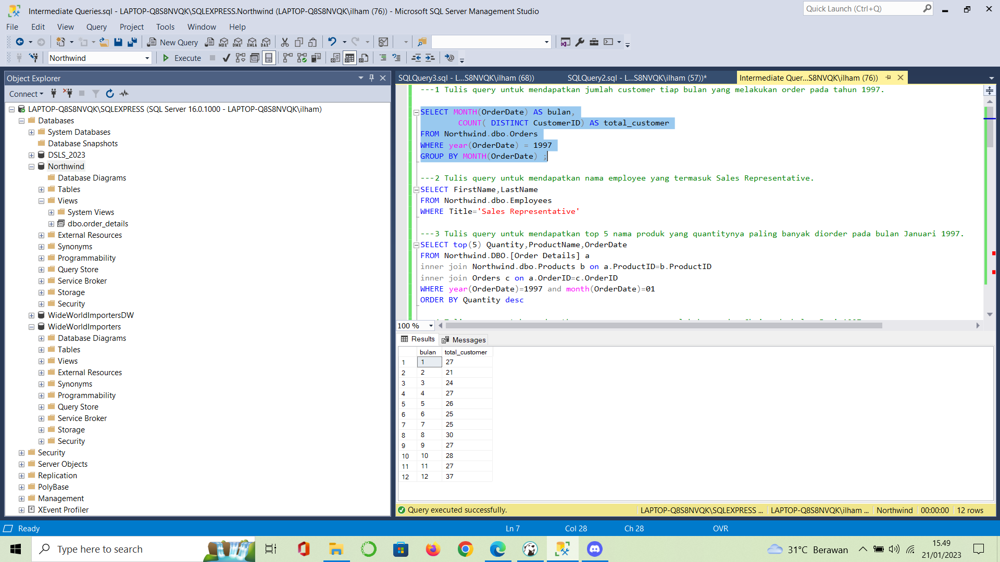 Intermediate Queries.sql - LAPTOP-Q8S8NVQK\SQLEXPRESS.Northwind (LAPTOP-Q8S8NVQK\ilham (76)) - Microsoft SQL Server Management Studio
Quick Launch (Ctrl+Q)
File Edit View Query Project Tools Window Help
New Query
MDX DMX XMLA DAX
Northwind
Execute
Object Explorer
Connect
LAPTOP-Q8S8NVQK\SQLEXPRESS (SQL Server 16.0.1000 - LAPTOP-Q8S8NVQK\ilham)
Databases
System Databases
Database Snapshots
DSLS_2023
Northwind
Database Diagrams
Tables
Views
System Views
dbo.order_details
External Resources
Synonyms
Programmability
Query Store
Service Broker
Storage
Security
WideWorldImportersDW
WideWorldImporters
Database Diagrams
Tables
Views
External Resources
Synonyms
Programmability
Query Store
Service Broker
Storage
Security
Security
Server Objects
Replication
PolyBase
Management
XEvent Profiler
SQLQuery3.sql - L...S8NVQK\ilham (68)) SQLQuery2.sql - L...S8NVQK\ilham (57))* Intermediate Quer...S8NVQK\ilham (76))
---1 Tulis query untuk mendapatkan jumlah customer tiap bulan yang melakukan order pada tahun 1997.
SELECT MONTH(OrderDate) AS bulan,
COUNT( DISTINCT CustomerID) AS total_customer
FROM Northwind.dbo.Orders
WHERE year(OrderDate) = 1997
GROUP BY MONTH(OrderDate) ;
---2 Tulis query untuk mendapatkan nama employee yang termasuk Sales Representative.
SELECT FirstName,LastName
FROM Northwind.dbo.Employees
WHERE Title='Sales Representative'
---3 Tulis query untuk mendapatkan top 5 nama produk yang quantitynya paling banyak diorder pada bulan Januari 1997.
SELECT top(5) Quantity,ProductName,OrderDate
FROM Northwind.DBO.[Order Details] a
inner join Northwind.dbo.Products b on a.ProductID=b.ProductID
inner join Orders c on a.OrderID=c.OrderID
WHERE year(OrderDate)=1997 and month(OrderDate)=01
ORDER BY Quantity desc
100 %
Results Messages
bulan total_customer
1 1 27
2 2 21
3 3 24
4 4 27
5 5 26
6 6 25
7 7 25
8 8 30
9 9 27
10 10 28
11 11 27
12 12 37
Query executed successfully. LAPTOP-Q8S8NVQK\SQLEXPRESS ... LAPTOP-Q8S8NVQK\ilham ... Northwind 00:00:00 12 rows
Ready Ln 7 Col 28 Ch 28 OVR
Type here to search
31°C Berawan
15.49
21/01/2023